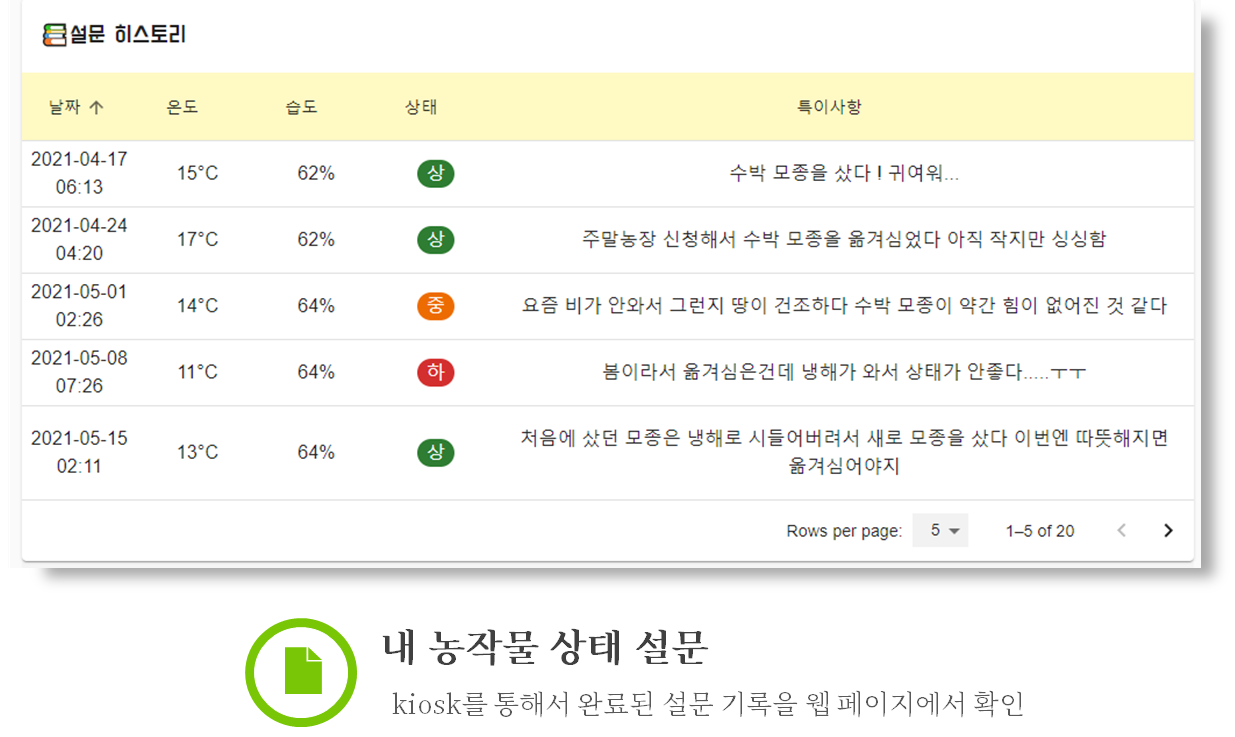 설문 히스토리
날짜 온도 습도 상태 특이사항
2021-04-17
06:13
15°C 62% 상 수박 모종을 샀다 ! 귀여워...
2021-04-24
04:20
17°C 62% 상 주말농장 신청해서 수박 모종을 옮겨심었다 아직 작지만 싱싱함
2021-05-01
02:26
14°C 64% 중 요즘 비가 안와서 그런지 땅이 건조하다 수박 모종이 약간 힘이 없어진 것 같다
2021-05-08
07:26
11°C 64% 하 봄이라서 옮겨심은건데 냉해가 와서 상태가 안좋다.....ㅜㅜ
2021-05-15
02:11
13°C 64% 상 처음에 샀던 모종은 냉해로 시들어버려서 새로 모종을 샀다 이번엔 따뜻해지면
옮겨심어야지
Rows per page: 5 1–5 of 20
내 농작물 상태 설문
kiosk를 통해서 완료된 설문 기록을 웹 페이지에서 확인